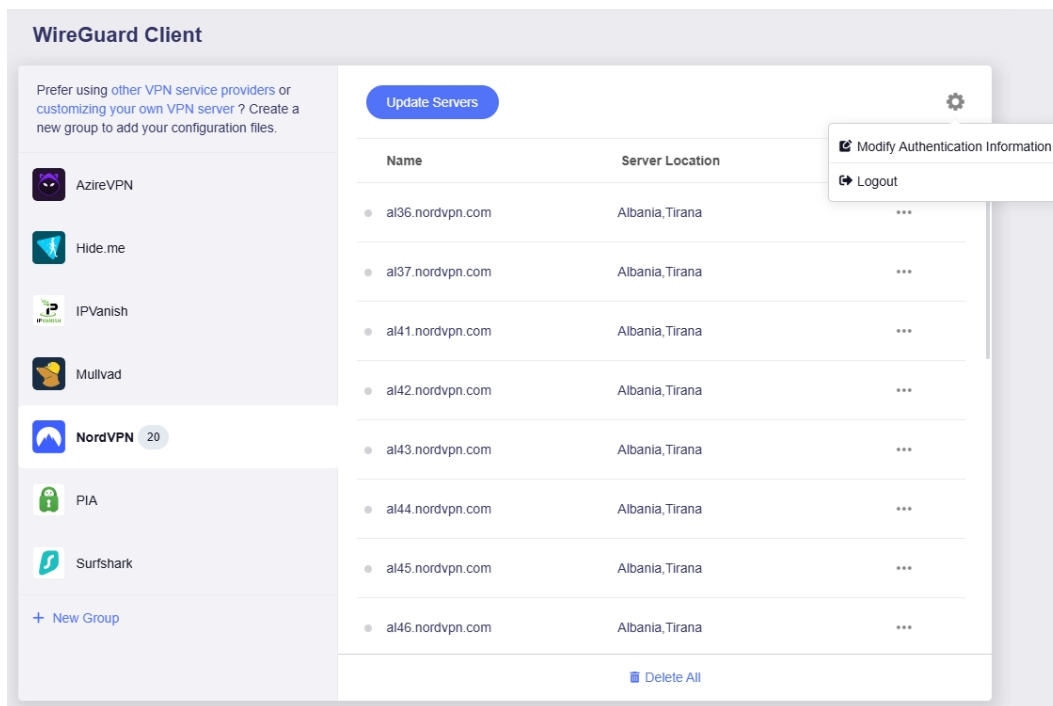 WireGuard Client
Prefer using other VPN service providers or
customizing your own VPN server ? Create a
new group to add your configuration files.
AzireVPN
Hide.me
IPVanish
Mullvad
NordVPN 20
PIA
Surfshark
+ New Group
Update Servers
Modify Authentication Information
Logout
Name Server Location
al36.nordvpn.com Albania,Tirana
al37.nordvpn.com Albania,Tirana
al41.nordvpn.com Albania,Tirana
al42.nordvpn.com Albania,Tirana
al43.nordvpn.com Albania,Tirana
al44.nordvpn.com Albania,Tirana
al45.nordvpn.com Albania,Tirana
al46.nordvpn.com Albania,Tirana
Delete All